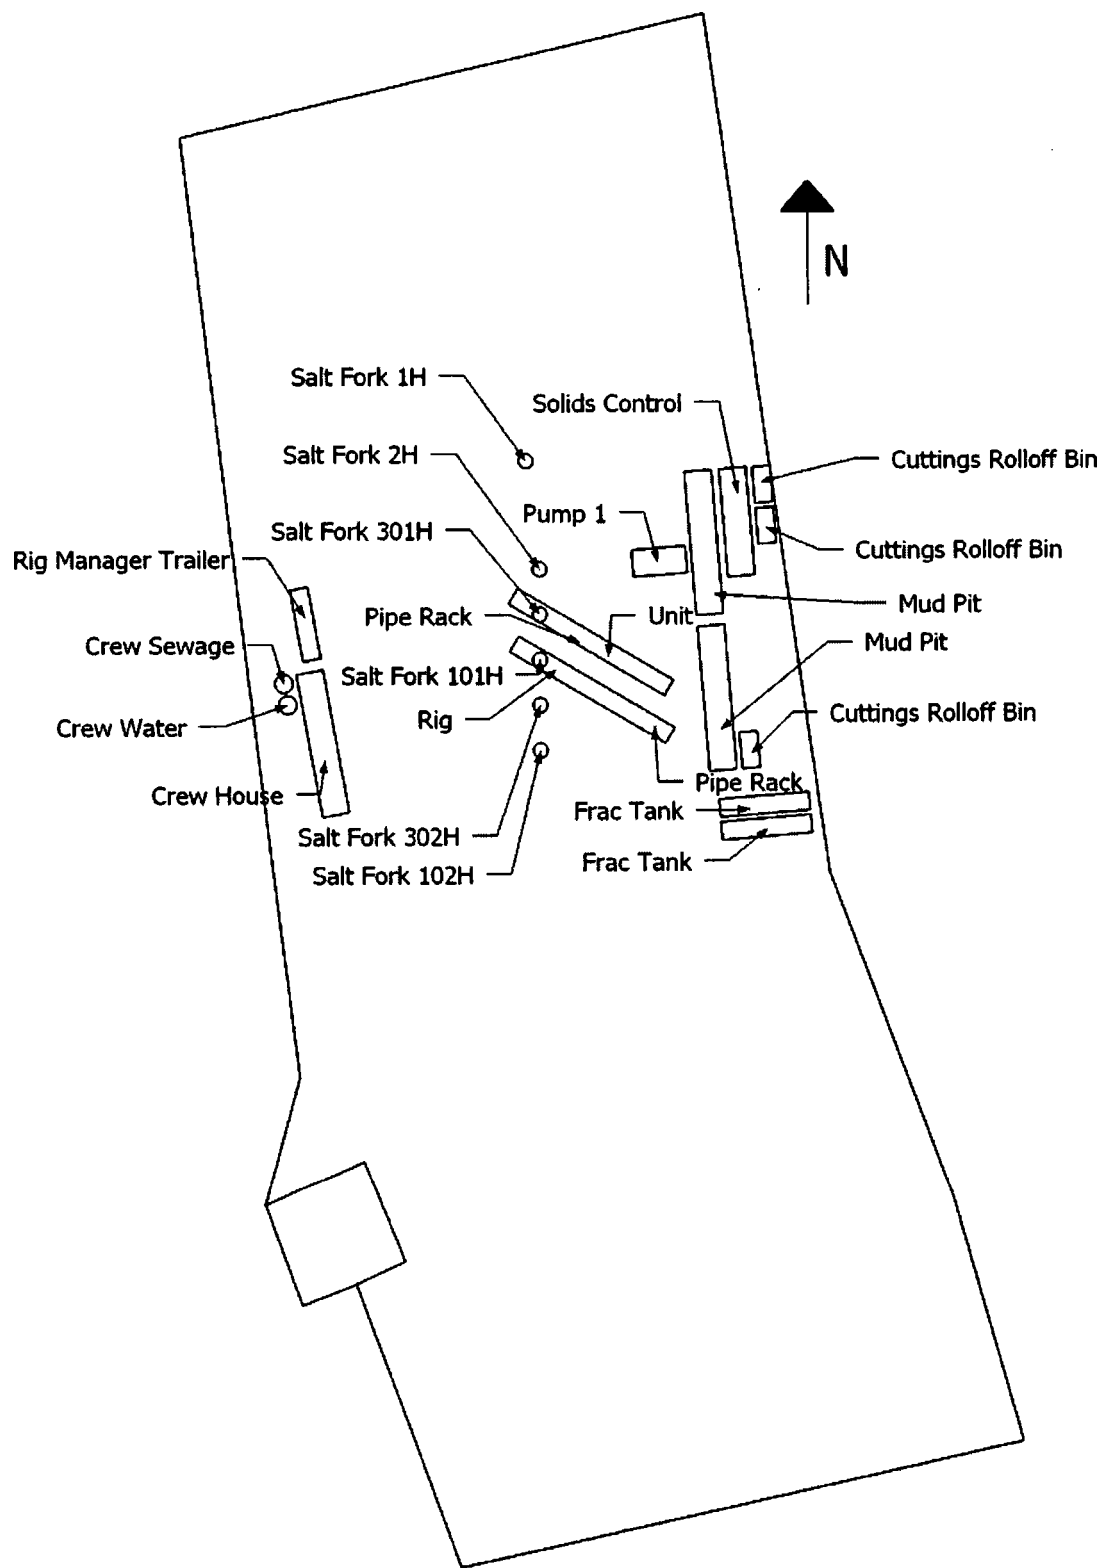 N
Salt Fork 1H
Solids Control
Salt Fork 2H
Cuttings Rolloff Bin
Pump 1
Salt Fork 301H
Cuttings Rolloff Bin
Rig Manager Trailer
Mud Pit
Pipe Rack
Unit
Mud Pit
Crew Sewage
Salt Fork 101H
Rig
Cuttings Rolloff Bin
Crew Water
Pipe Rack
Crew House
Frac Tank
Salt Fork 302H
Frac Tank
Salt Fork 102H